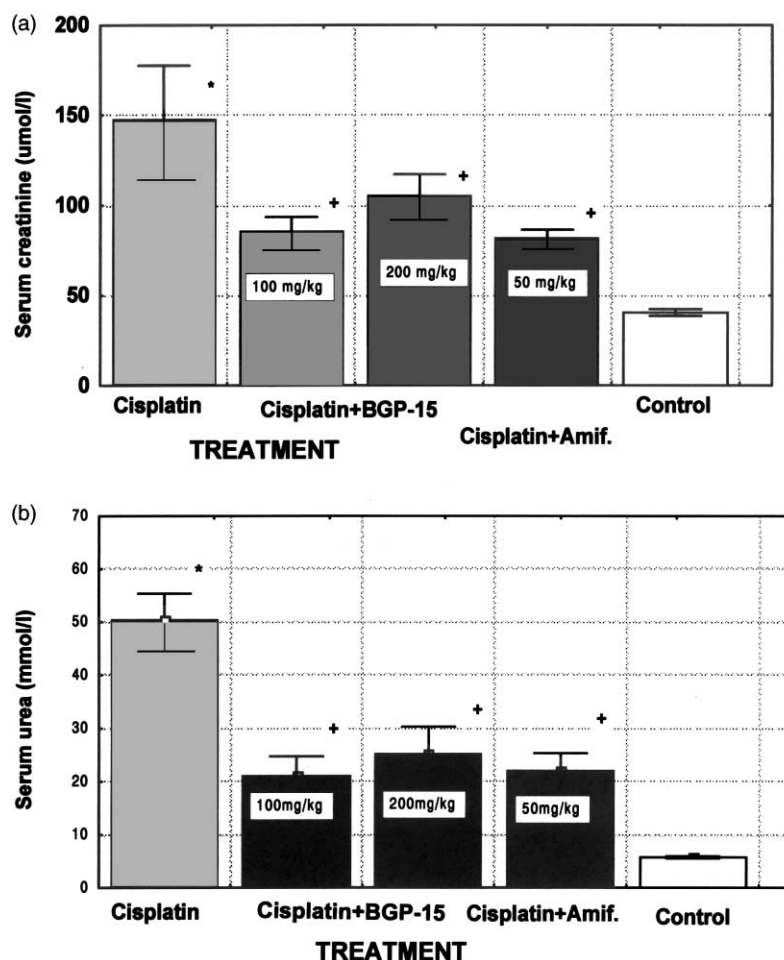 (a)
200
150
100
50
0
Serum creatinine (umol/l)
*
+
+
+
100 mg/kg
200 mg/kg
50 mg/kg
Cisplatin
Cisplatin+BGP-15
Cisplatin+Amif.
Control
TREATMENT
(b)
70
60
50
40
30
20
10
0
Serum urea (mmol/l)
*
+
+
+
100mg/kg
200mg/kg
50mg/kg
Cisplatin
Cisplatin+BGP-15
Cisplatin+Amif.
Control
TREATMENT